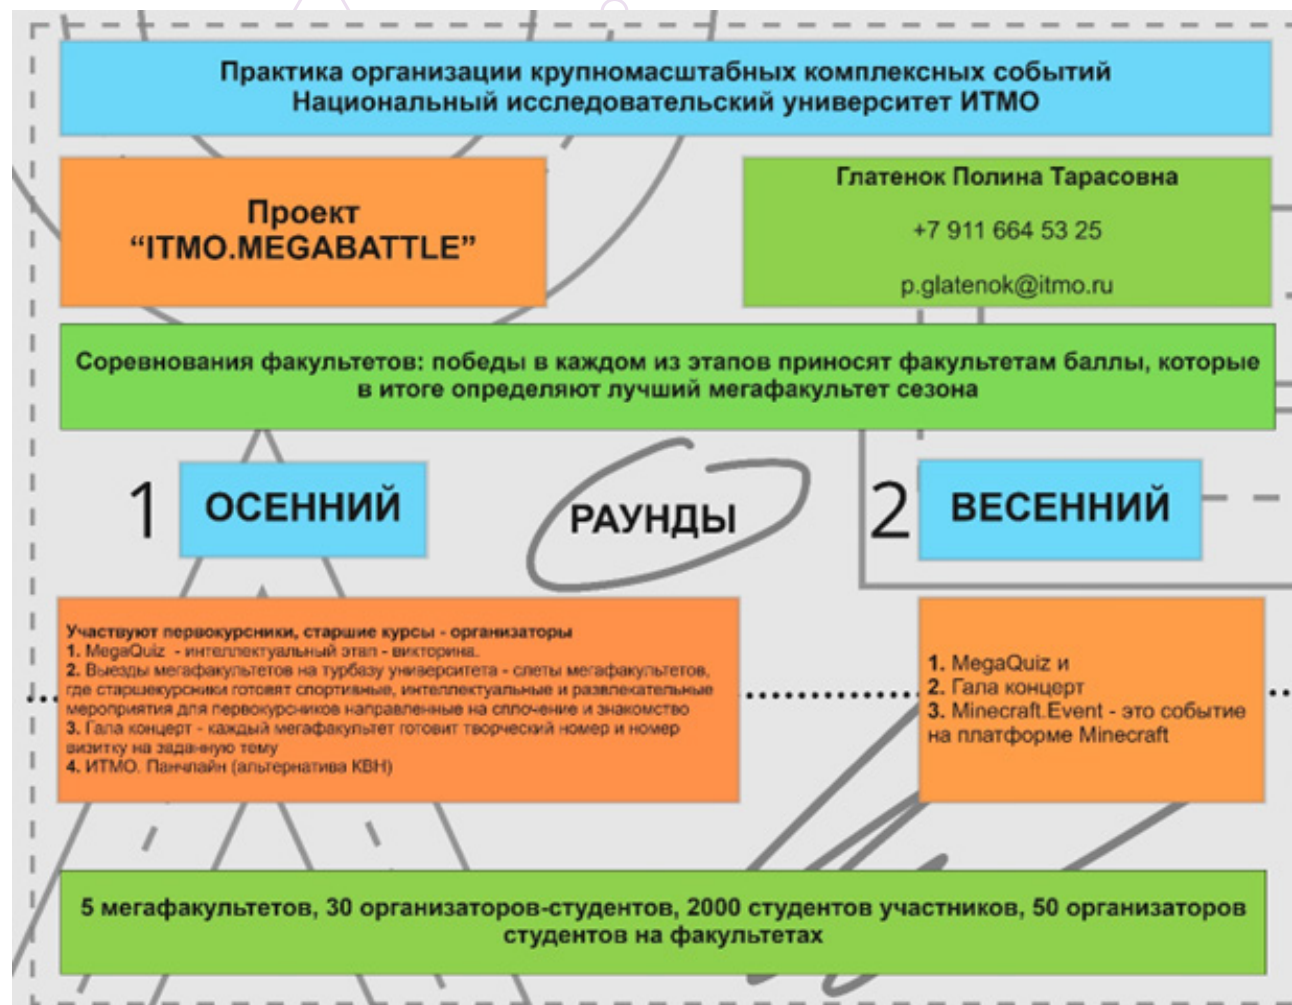 Практика организации крупномасштабных комплексных событий
Национальный исследовательский университет ИТМО
Проект
“ITMO.MEGABATTLE”
Глатенок Полина Тарасовна
+7 911 664 53 25
p.glatenok@itmo.ru
Соревнования факультетов: победы в каждом из этапов приносят факультетам баллы, которые
в итоге определяют лучший мегафакультет сезона
1 ОСЕННИЙ
РАУНДЫ
2 ВЕСЕННИЙ
Участвуют первокурсники, старшие курсы - организаторы
1. MegaQuiz - интеллектуальный этап - викторина.
2. Выезды мегафакультетов на турбазу университета - слеты мегафакультетов,
где старшекурсники готовят спортивные, интеллектуальные и развлекательные
мероприятия для первокурсников направленные на сплочение и знакомство
3. Гала концерт - каждый мегафакультет готовит творческий номер и номер
визитку на заданную тему
4. ИТМО. Панчлайн (альтернатива КВН)
1. MegaQuiz и
2. Гала концерт
3. Minecraft.Event - это событие
на платформе Minecraft
5 мегафакультетов, 30 организаторов-студентов, 2000 студентов участников, 50 организаторов
студентов на факультетах